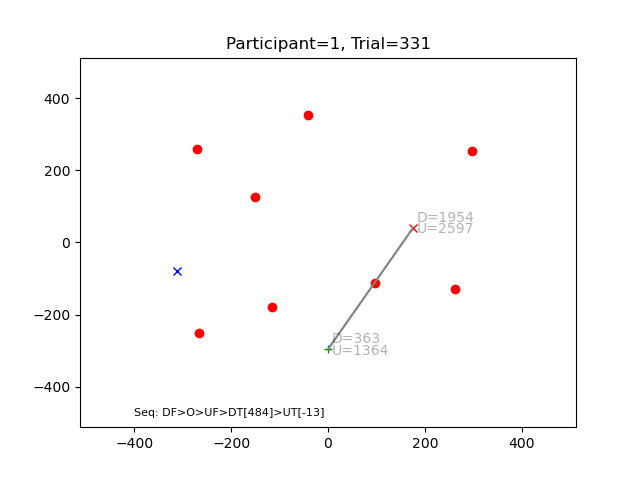 Participant=1, Trial=331
400
200
0
−200
−400
D=1954
U=2597
D=363
U=1364
Seq: DF>O>UF>DT[484]>UT[-13]
−400
−200
0
200
400